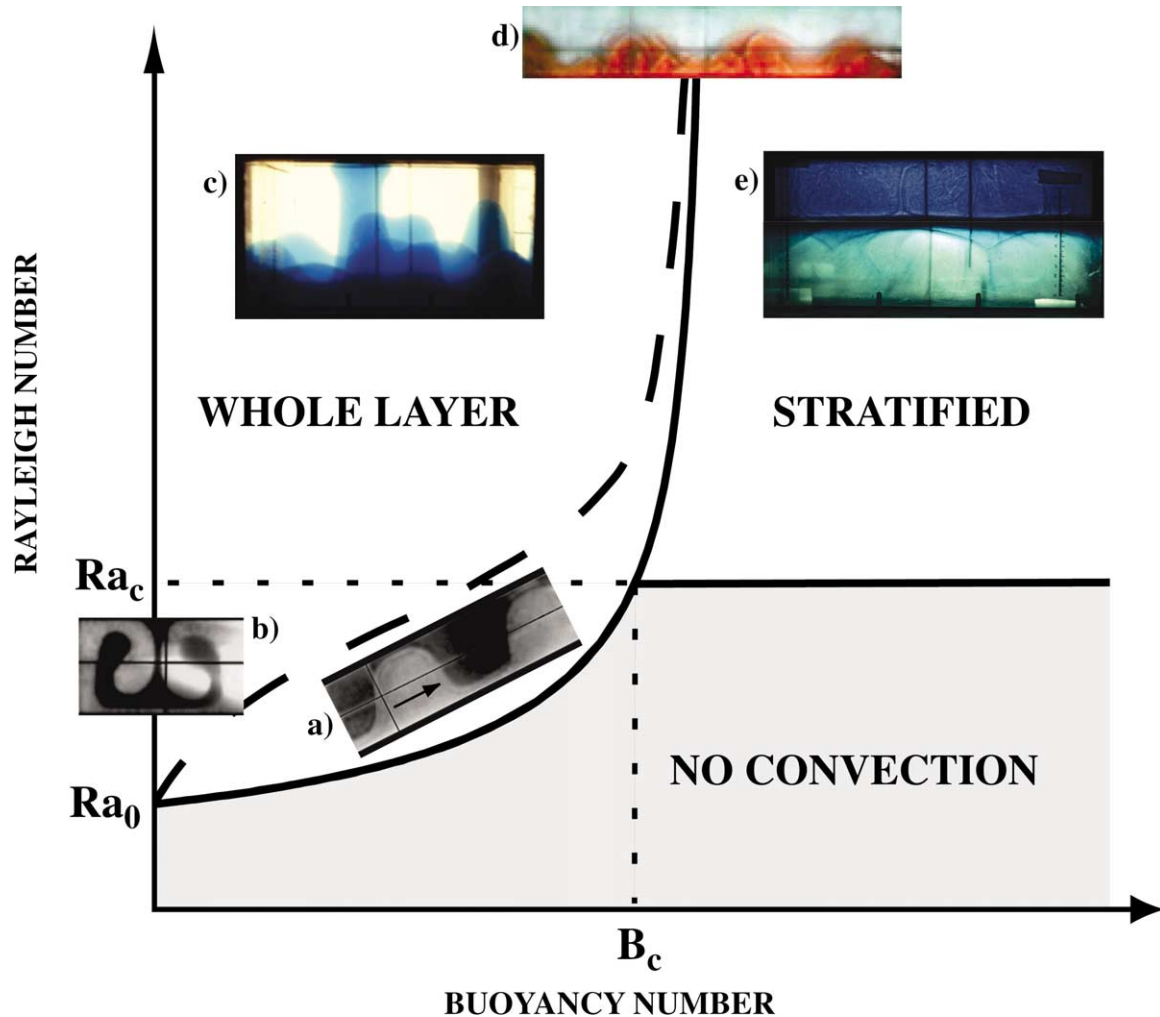 d)
c)
e)
RAYLEIGH NUMBER
WHOLE LAYER
STRATIFIED
Ra_c
b)
a)
NO CONVECTION
Ra_0
B_c
BUOYANCY NUMBER